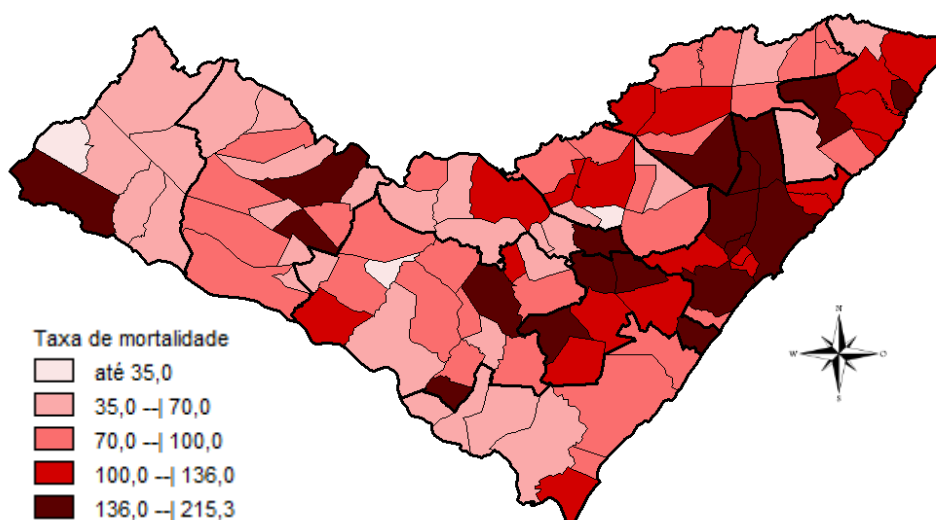 Taxa de mortalidade
até 35,0
35,0 --| 70,0
70,0 --| 100,0
100,0 --| 136,0
136,0 --| 215,3
N
W
O
S